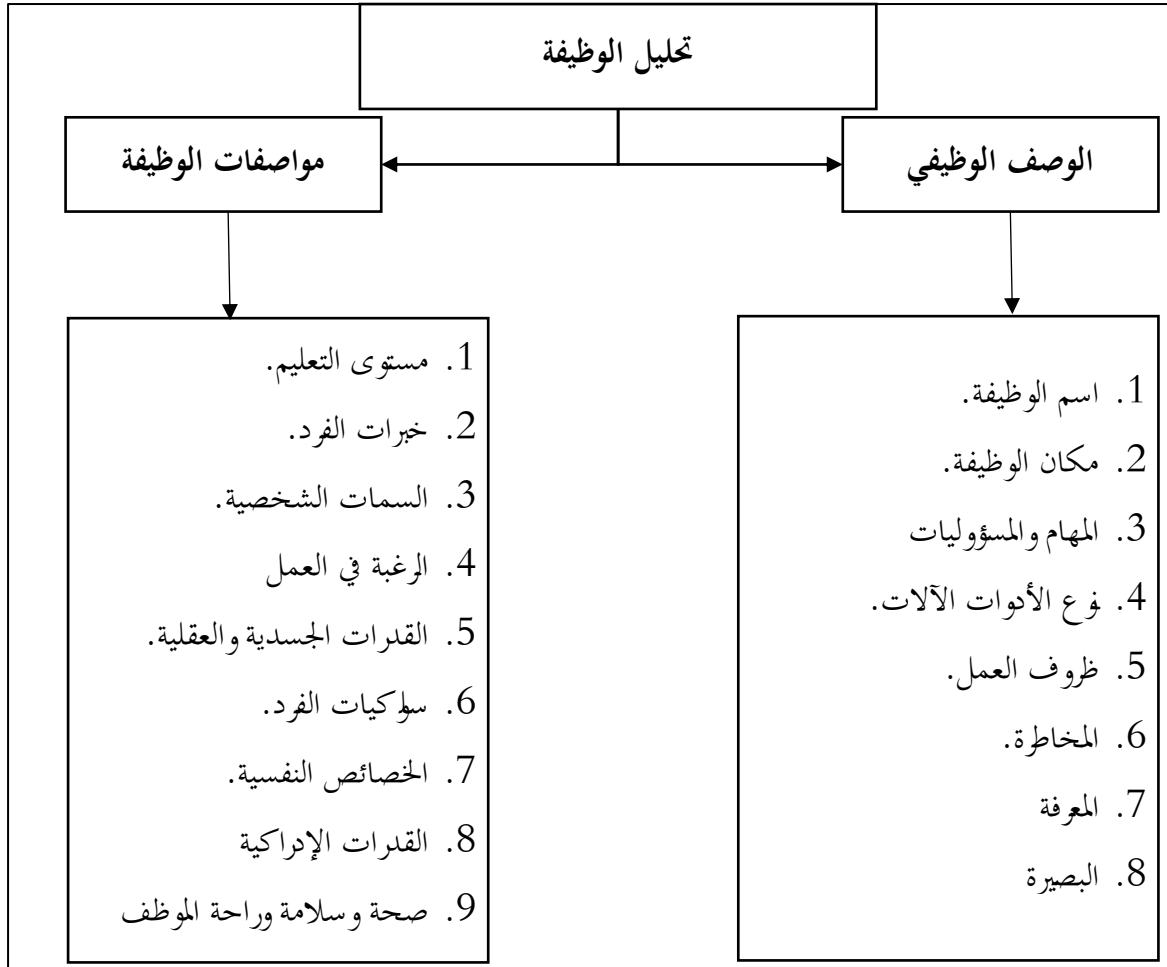 تحليل الوظيفة
الوصف الوظيفي
1. اسم الوظيفة.
2. مكان الوظيفة.
3. المهام والمسؤوليات
4. نوع الأدوات الآلات.
5. ظروف العمل.
6. المخاطرة.
7. المعرفة
8. البصيرة
مواصفات الوظيفة
1. مستوى التعليم.
2. خبرات الفرد.
3. السمات الشخصية.
4. الرغبة في العمل
5. القدرات الجسدية والعقلية.
6. سلوكيات الفرد.
7. الخصائص النفسية.
8. القدرات الإدراكية
9. صحة وسلامة وراحة الموظف